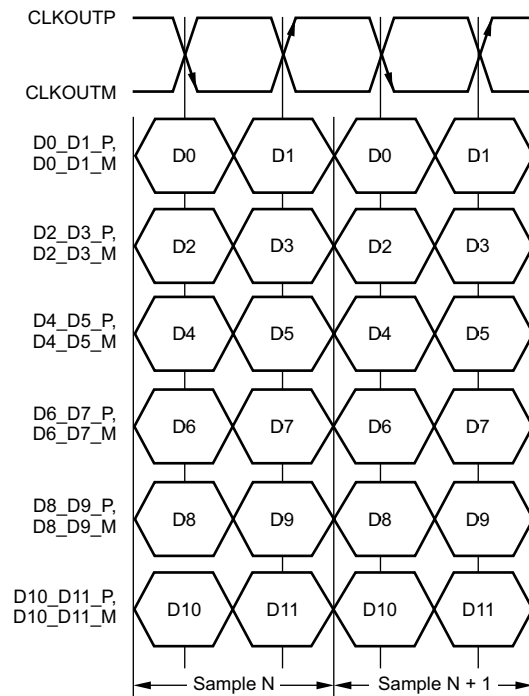 CLKOUTP
CLKOUTM
D0_D1_P,
D0_D1_M
D0 D1 D0 D1
D2_D3_P,
D2_D3_M
D2 D3 D2 D3
D4_D5_P,
D4_D5_M
D4 D5 D4 D5
D6_D7_P,
D6_D7_M
D6 D7 D6 D7
D8_D9_P,
D8_D9_M
D8 D9 D8 D9
D10_D11_P,
D10_D11_M
D10 D11 D10 D11
Sample N Sample N + 1